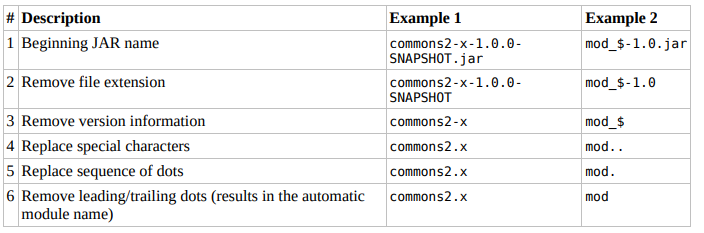 # Description Example 1 Example 2
1 Beginning JAR name commons2-x-1.0.0- mod_$-1.0.jar
SNAPSHOT.jar
2 Remove file extension commons2-x-1.0.0- mod_$-1.0
SNAPSHOT
3 Remove version information commons2-x mod_$
4 Replace special characters commons2.x mod..
5 Replace sequence of dots commons2.x mod.
6 Remove leading/trailing dots (results in the automatic commons2.x mod
module name)